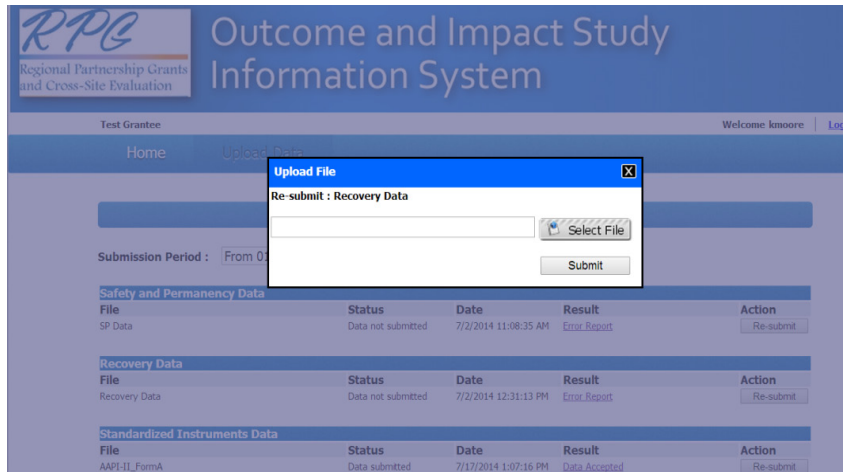 RPG
Regional Partnership Grants
and Cross-Site Evaluation
Outcome and Impact Study
Information System
Test Grantee
Welcome kmoore
Log
Home
Upload Data
Upload File
X
Re-submit : Recovery Data
Select File
Submit
Submission Period : From 01
Safety and Permanency Data
File Status Date Result Action
SP Data Data not submitted 7/2/2014 11:08:35 AM Error Report Re-submit
Recovery Data
File Status Date Result Action
Recovery Data Data not submitted 7/2/2014 12:31:13 PM Error Report Re-submit
Standardized Instruments Data
File Status Date Result Action
AAPI-II_FormA Data submitted 7/17/2014 1:07:16 PM Data Accepted Re-submit